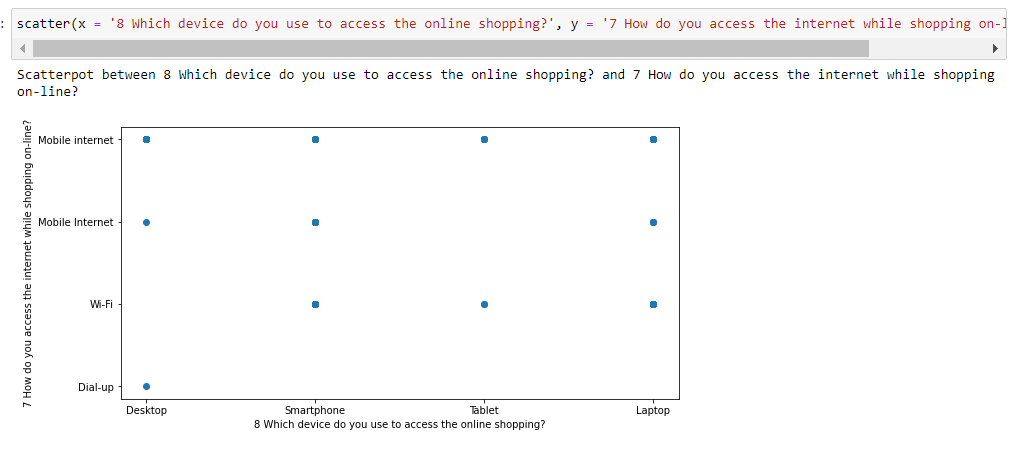 : scatter(x = '8 Which device do you use to access the online shopping?', y = '7 How do you access the internet while shopping on-l
Scatterpot between 8 Which device do you use to access the online shopping? and 7 How do you access the internet while shopping
on-line?
7 How do you access the internet while shopping on-line?
Mobile internet
Mobile Internet
Wi-Fi
Dial-up
Desktop Smartphone Tablet Laptop
8 Which device do you use to access the online shopping?